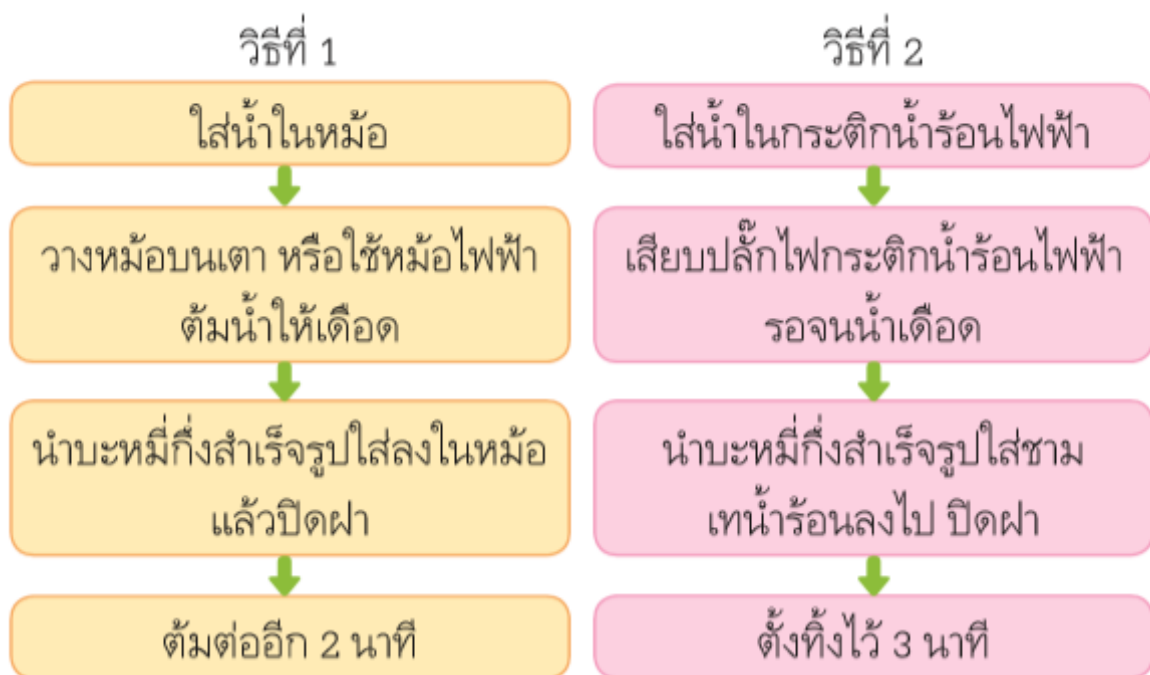 วิธีที่ 1
ใส่น้ำในหม้อ
วางหม้อบนเตา หรือใช้หม้อไฟฟ้า
ต้มน้ำให้เดือด
นำบะหมี่กึ่งสำเร็จรูปใส่ลงในหม้อ
แล้วปิดฝา
ต้มต่ออีก 2 นาที
วิธีที่ 2
ใส่น้ำในกระติกน้ำร้อนไฟฟ้า
เสียบปลั๊กไฟกระติกน้ำร้อนไฟฟ้า
รอจนน้ำเดือด
นำบะหมี่กึ่งสำเร็จรูปใส่ชาม
เทน้ำร้อนลงไป ปิดฝา
ตั้งทิ้งไว้ 3 นาที